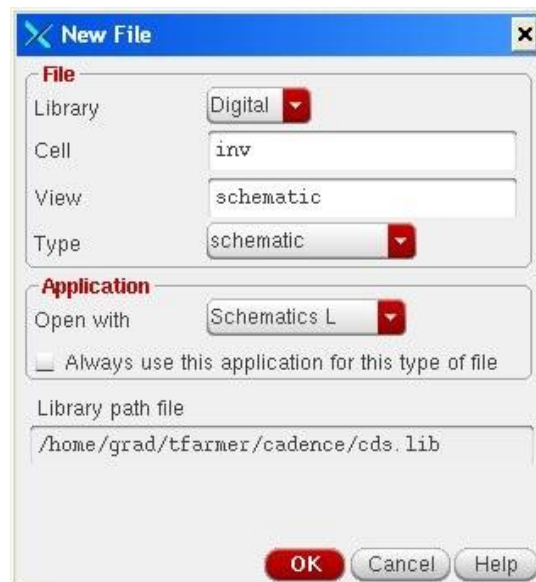 New File
File
Library Digital
Cell inv
View schematic
Type schematic
Application
Open with Schematics L
Always use this application for this type of file
Library path file
/home/grad/tfarmer/cadence/cds.lib
OK Cancel Help